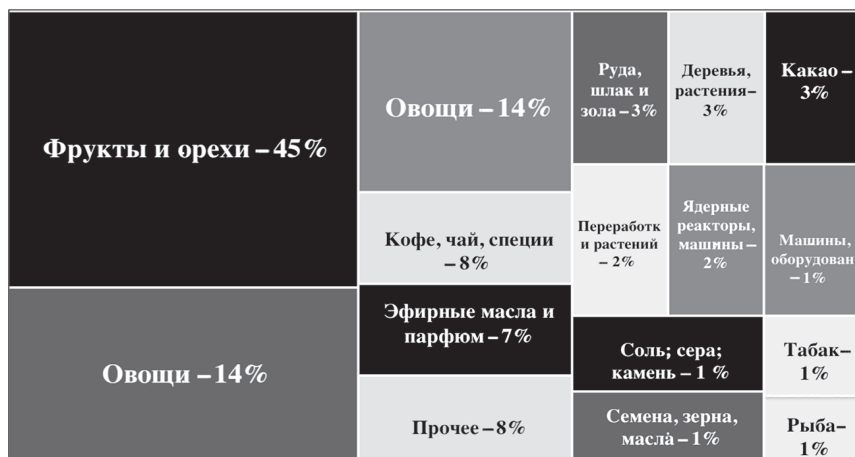 Фрукты и орехи – 45%
Овощи –14%
Овощи – 14%
Кофе, чай, специи
–8%
Эфирные масла и
парфюм – 7%
Прочее –8%
Руда,
шлак и
зола –3%
Деревья,
растения–
3%
Какао –
3%
Переработк
и растений
– 2%
Ядерные
реакторы,
машины –
2%
Машины,
оборудован
–1%
Соль; сера;
камень – 1 %
Табак–
1%
Семена, зерна,
масла –1%
Рыба–
1%